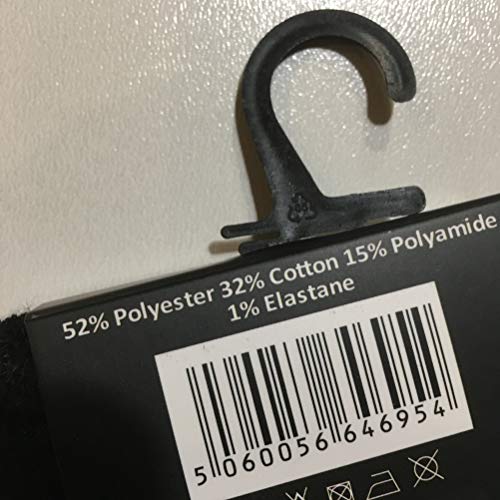 52% Polyester 32% Cotton 15% Polyamide
1% Elastane
5 060056 646954